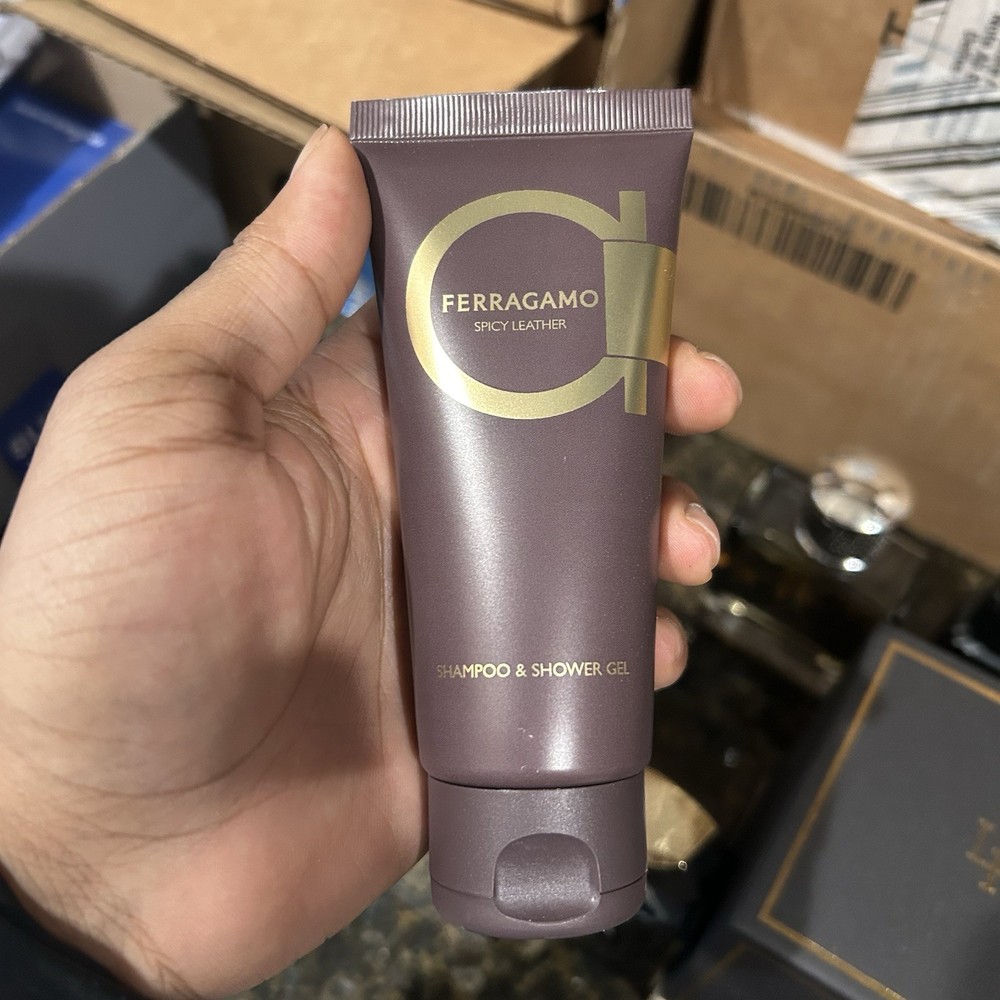 FERRAGAMO
SPICY LEATHER
SHAMPOO & SHOWER GEL